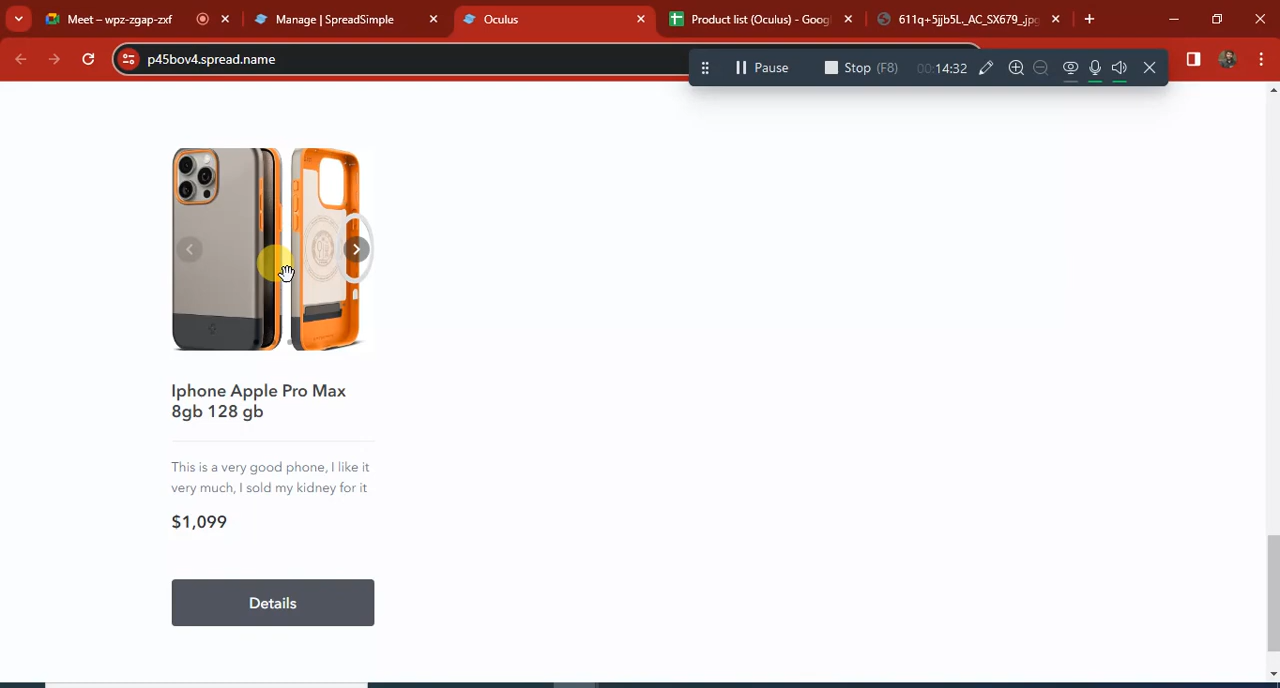 Meet – wpz-zgap-zxf
Manage | SpreadSimple
Oculus
Product list (Oculus) - Goog
611q+5jjb5L._AC_SX679_.jpg
p45bov4.spread.name
Pause
Stop (F8)
00:14:32
Iphone Apple Pro Max
8gb 128 gb
This is a very good phone, I like it
very much, I sold my kidney for it
$1,099
Details